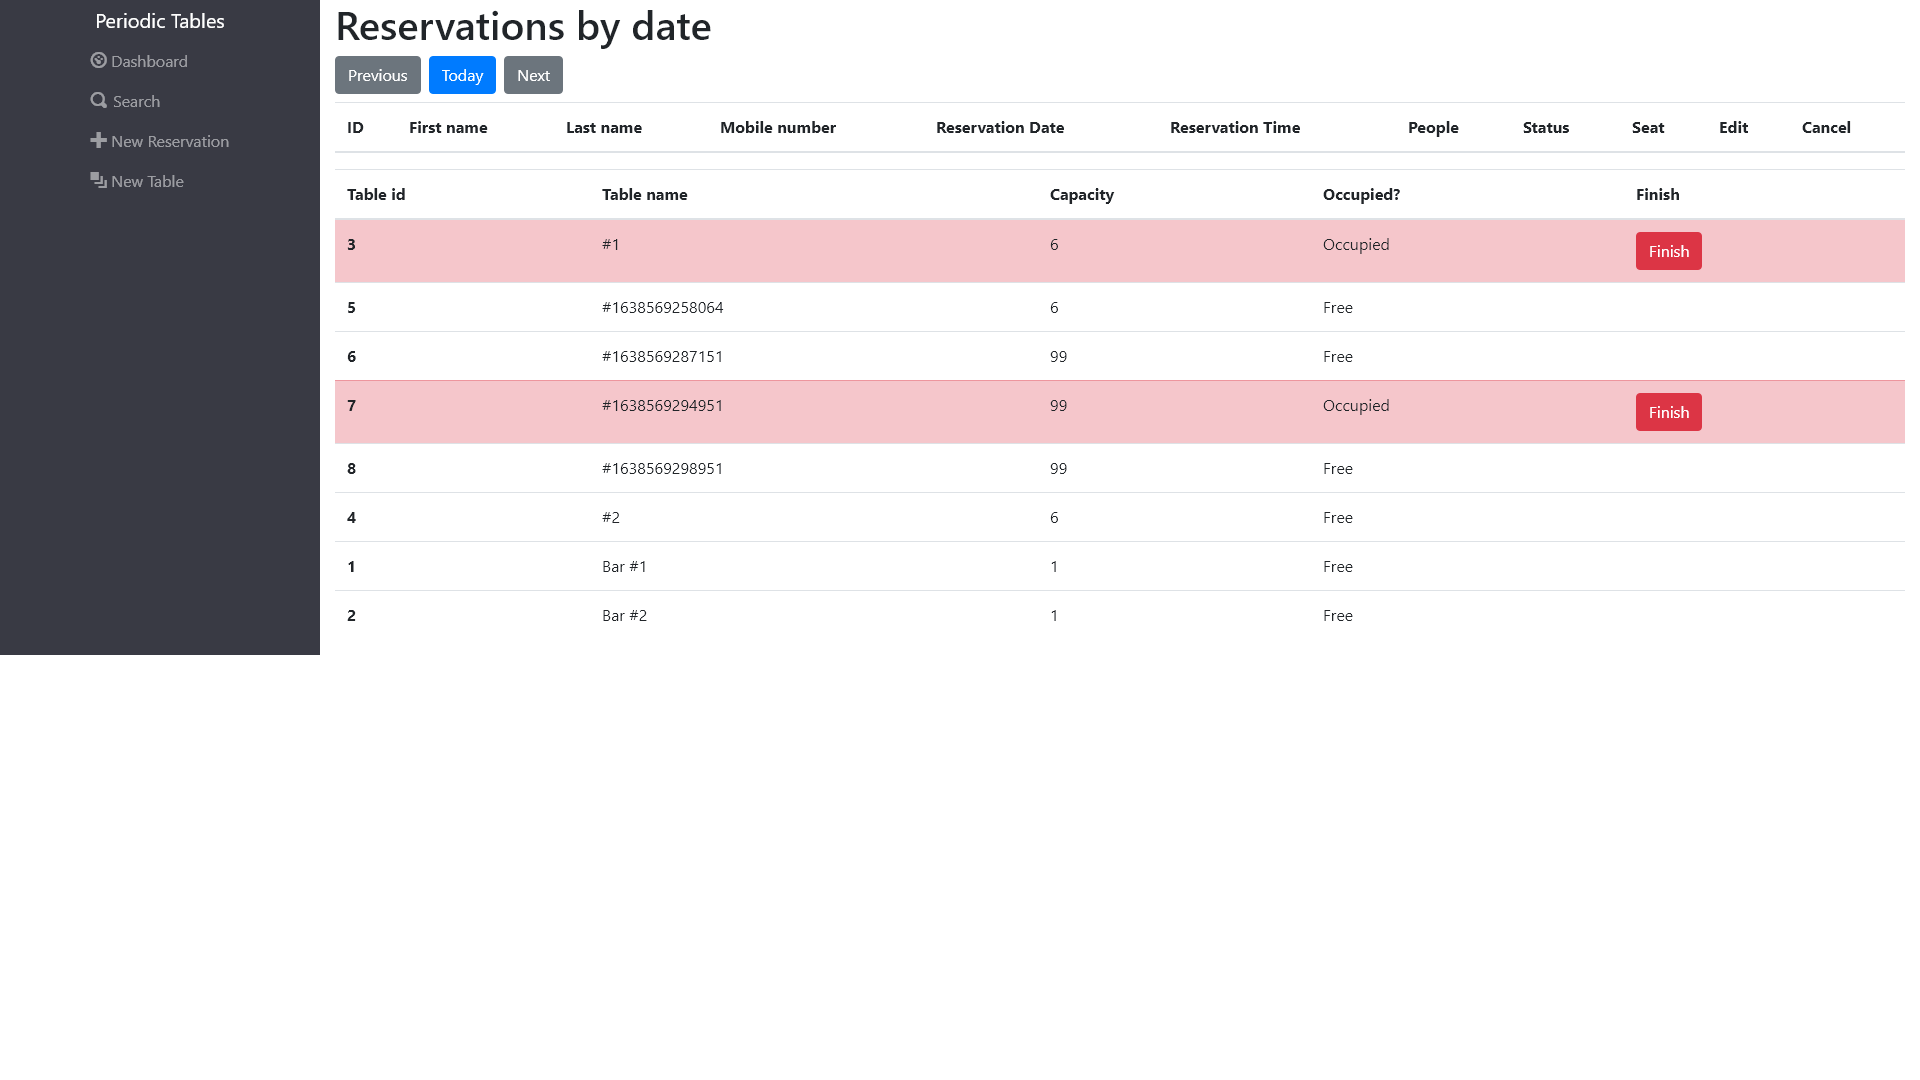 Periodic Tables
Dashboard
Search
New Reservation
New Table
Reservations by date
Previous Today Next
ID First name Last name Mobile number Reservation Date Reservation Time People Status Seat Edit Cancel
Table id Table name Capacity Occupied? Finish
3 #1 6 Occupied Finish
5 #1638569258064 6 Free
6 #1638569287151 99 Free
7 #1638569294951 99 Occupied Finish
8 #1638569298951 99 Free
4 #2 6 Free
1 Bar #1 1 Free
2 Bar #2 1 Free